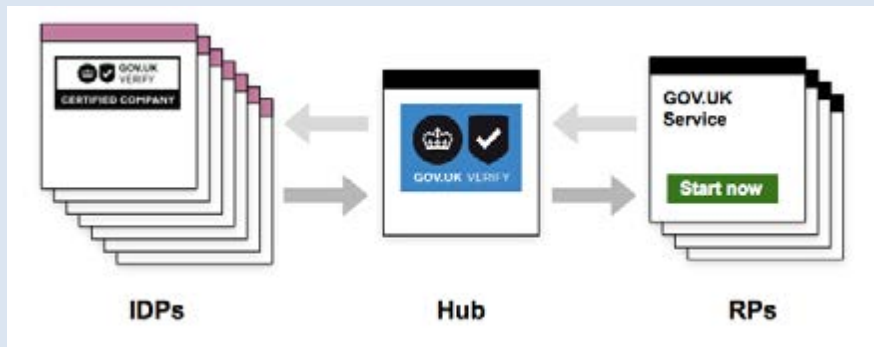 GOV.UK
VERIFY
CERTIFIED COMPANY
GOV.UK VERIFY
GOV.UK
Service
Start now
IDPs
Hub
RPs